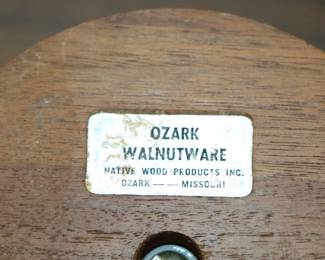 OZARK
WALNUTWARE
NATIVE WOOD PRODUCTS INC.
OZARK — — MISSOURI